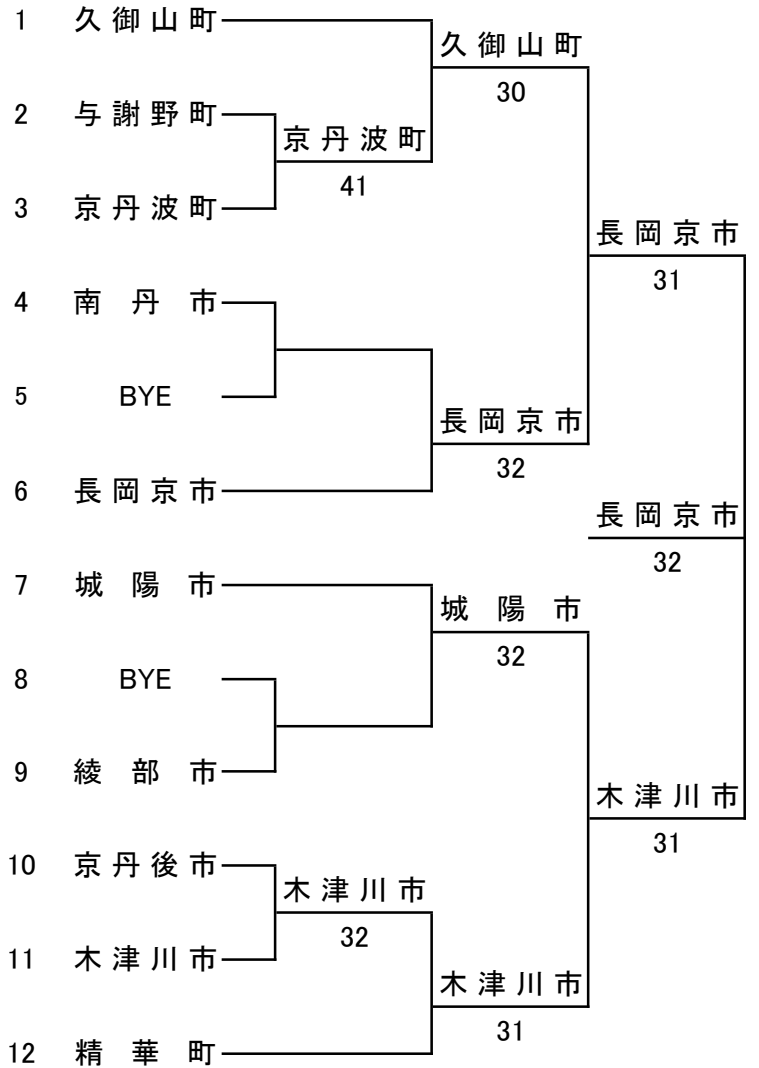 1 久御山町
久御山町
30
2 与謝野町
京丹波町
41
3 京丹波町
長岡京市
31
4 南丹市
5 BYE
長岡京市
32
6 長岡京市
長岡京市
32
7 城陽市
城陽市
32
8 BYE
9 綾部市
木津川市
31
10 京丹後市
木津川市
32
11 木津川市
木津川市
31
12 精華町